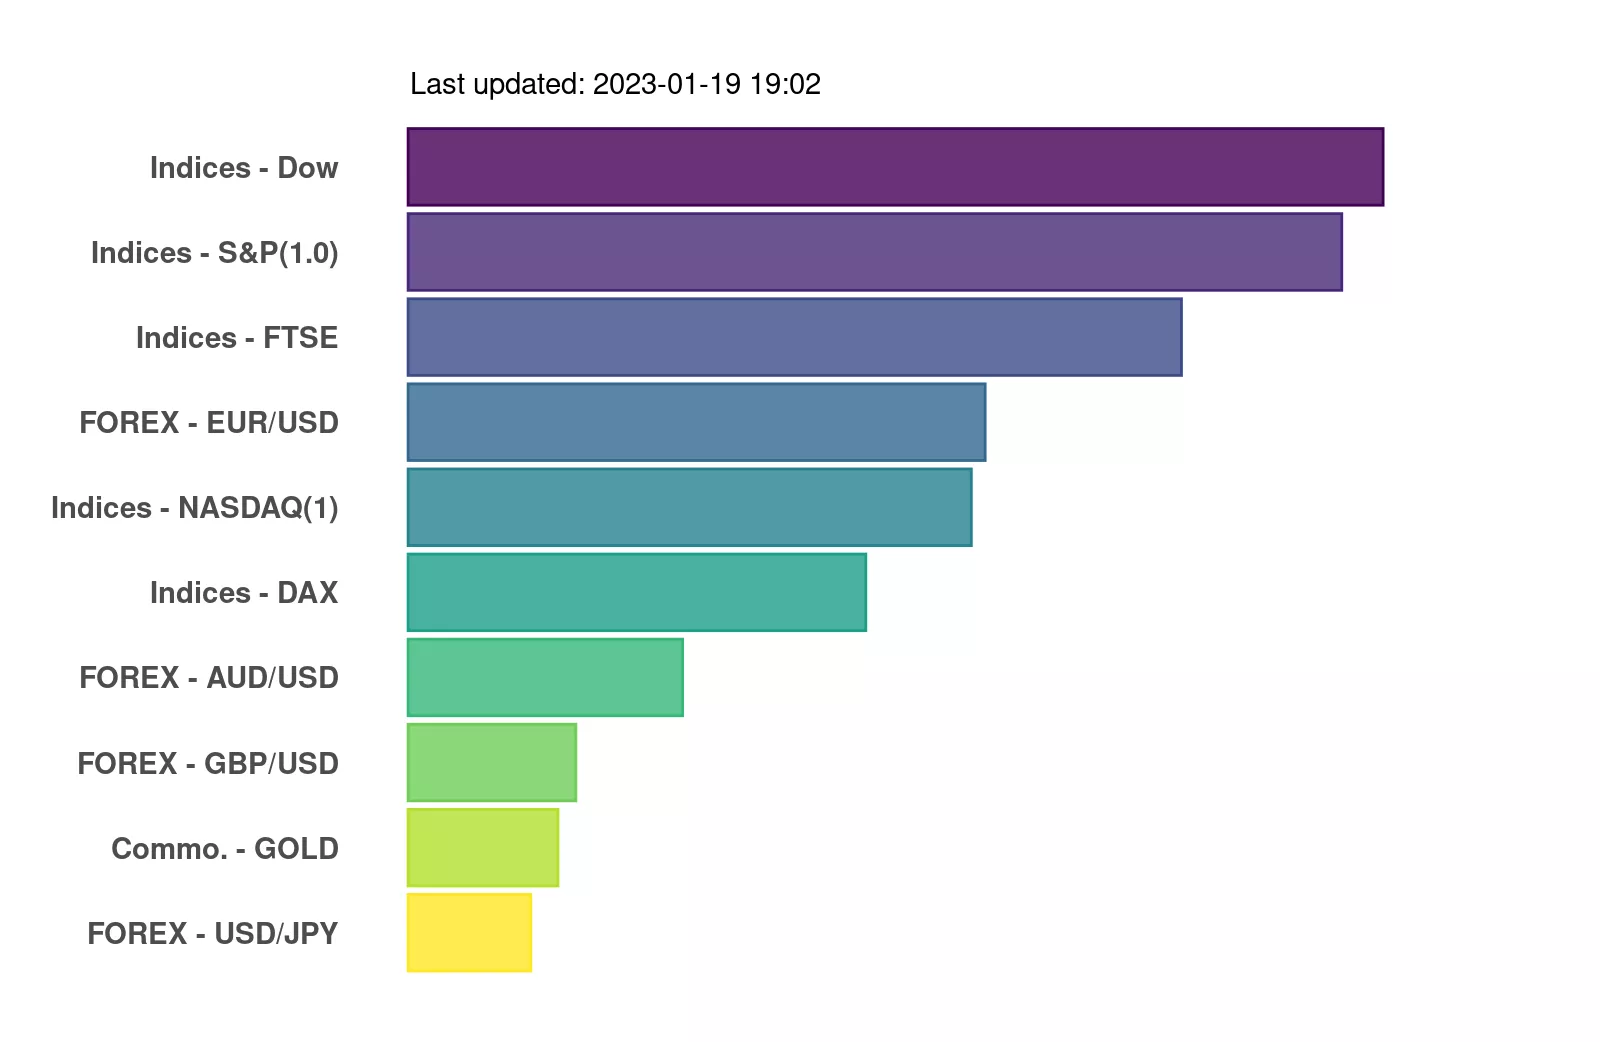 Last updated: 2023-01-19 19:02
Indices - Dow
Indices - S&P(1.0)
Indices - FTSE
FOREX - EUR/USD
Indices - NASDAQ(1)
Indices - DAX
FOREX - AUD/USD
FOREX - GBP/USD
Commo. - GOLD
FOREX - USD/JPY